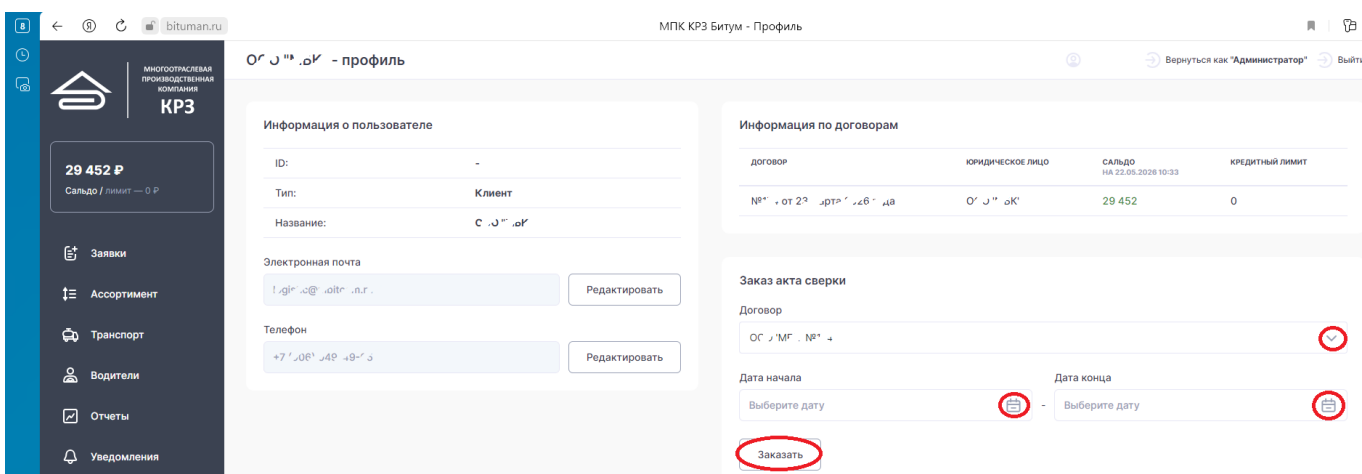 8
bituman.ru
МПК КРЗ Битум - Профиль
МНОГООТРАСЛЕВАЯ
ПРОИЗВОДСТВЕННАЯ
КОМПАНИЯ
КРЗ
29 452 ₽
Сальдо / лимит — 0 ₽
Заявки
Ассортимент
Транспорт
Водители
Отчеты
Уведомления
- профиль
Вернуться как "Администратор"
Выйти
Информация о пользователе
ID: -
Тип: Клиент
Название:
Электронная почта
Редактировать
Телефон
Редактировать
Информация по договорам
ДОГОВОР ЮРИДИЧЕСКОЕ ЛИЦО САЛЬДО КРЕДИТНЫЙ ЛИМИТ
НА 22.05.2026 10:33
от 29 452 0
Заказ акта сверки
Договор
Дата начала Дата конца
Выберите дату - Выберите дату
Заказать